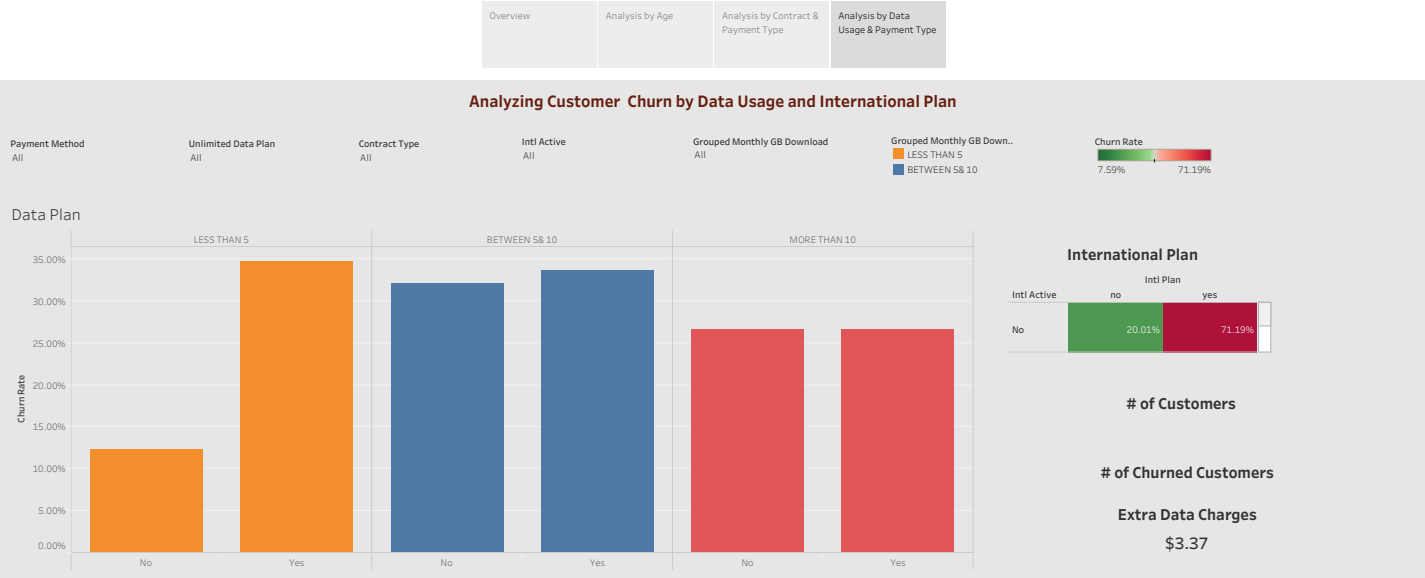 Overview
Analysis by Age
Analysis by Contract &
Payment Type
Analysis by Data
Usage & Payment Type
Analyzing Customer  Churn by Data Usage and International Plan
Payment Method
All
Unlimited Data Plan
All
Contract Type
All
Intl Active
All
Grouped Monthly GB Download
All
Grouped Monthly GB Down..
LESS THAN 5
BETWEEN 5& 10
Churn Rate
7.59% 71.19%
Data Plan
LESS THAN 5 BETWEEN 5& 10 MORE THAN 10
Churn Rate
35.00%
30.00%
25.00%
20.00%
15.00%
10.00%
5.00%
0.00%
No Yes No Yes No Yes
International Plan
Intl Plan
Intl Active no yes
No 20.01% 71.19%
# of Customers
# of Churned Customers
Extra Data Charges
$3.37